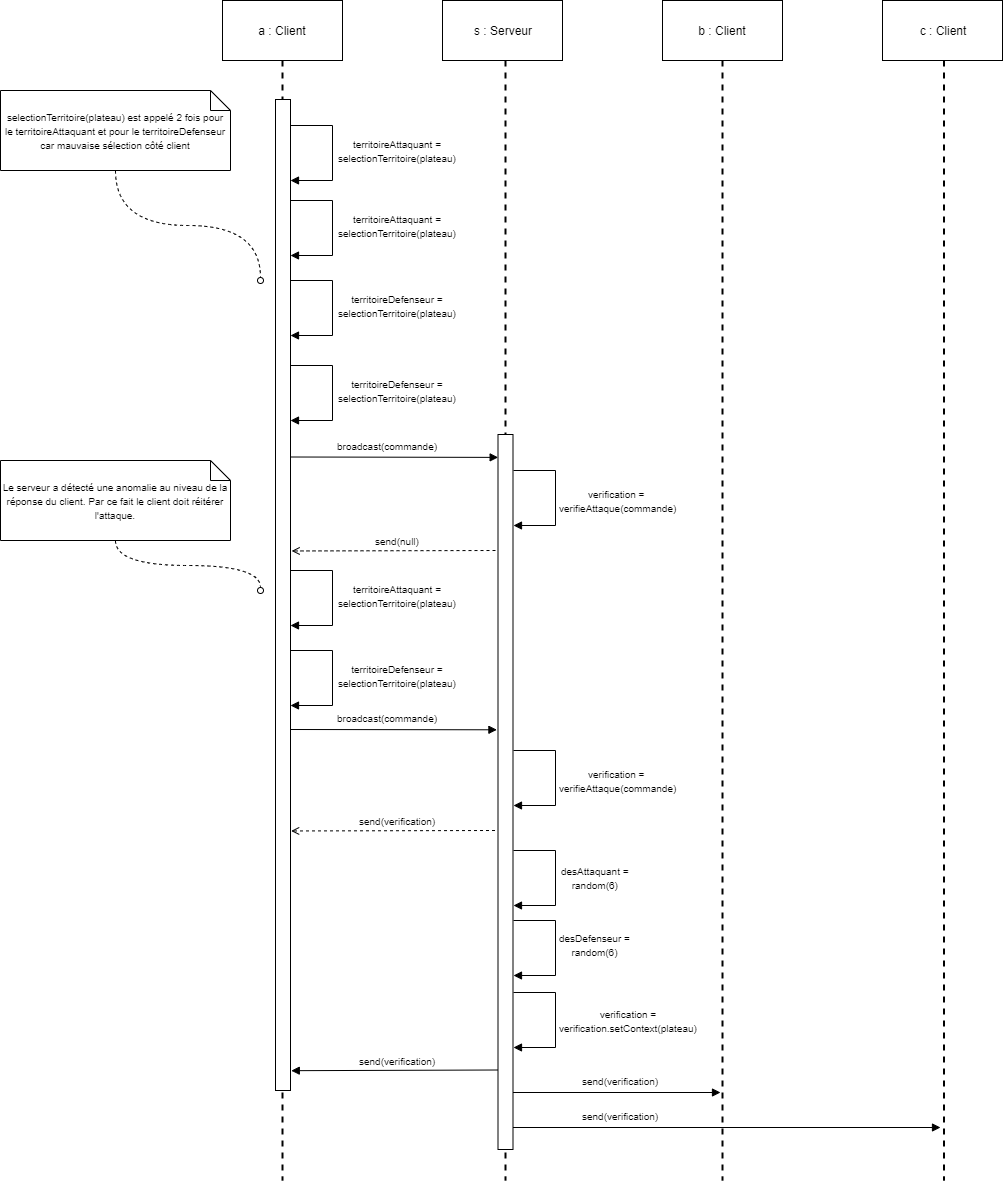 a : Client
s : Serveur
b : Client
c : Client
selectionTerritoire(plateau) est appelé 2 fois pour
le territoireAttaquant et pour le territoireDefenseur
car mauvaise sélection côté client
territoireAttaquant =
selectionTerritoire(plateau)
territoireAttaquant =
selectionTerritoire(plateau)
territoireDefenseur =
selectionTerritoire(plateau)
territoireDefenseur =
selectionTerritoire(plateau)
broadcast(commande)
Le serveur a détecté une anomalie au niveau de la
réponse du client. Par ce fait le client doit réitérer
l'attaque.
verification =
verifieAttaque(commande)
send(null)
territoireAttaquant =
selectionTerritoire(plateau)
territoireDefenseur =
selectionTerritoire(plateau)
broadcast(commande)
verification =
verifieAttaque(commande)
send(verification)
desAttaquant =
random(6)
desDefenseur =
random(6)
verification =
verification.setContext(plateau)
send(verification)
send(verification)
send(verification)